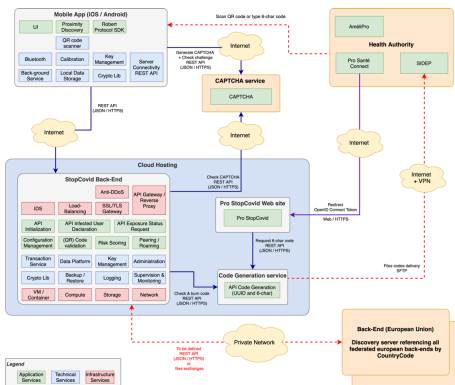 Mobile App (iOS / Android)
UI
Proximity
Discovery
Robert
Protocol SDK
QR code
scanner
Bluetooth
Calibration
Key
Management
Server
Connectivity
REST API
Back-ground
Service
Local Data
Storage
Crypto Lib
Scan QR code or type 6-char code
Internet
Generate CAPTCHA
+ Check challenge
REST API
(JSON / HTTPS)
CAPTCHA service
CAPTCHA
AméliPro
Health Authority
Pro Santé
Connect
SIDEP
REST API
(JSON / HTTPS)
Internet
Internet
Internet
Internet
+ VPN
Cloud Hosting
StopCovid Back-End
Anti-DDoS
IDS
Load-
Balancing
SSL/TLS
Gateway
API Gateway /
Reverse
Proxy
API
Initialization
API Infected User
Declaration
API Exposure Status
Request
Configuration
Management
(QR) Code
validation
Risk Scoring
Peering /
Roaming
Transaction
Service
Data Platform
Key
Management
Administration
Crypto Lib
Backup /
Restore
Logging
Supervision &
Monitoring
VM /
Container
Compute
Storage
Network
Check CAPTCHA
REST API
(JSON / HTTPS)
Pro StopCovid Web site
Pro StopCovid
Redirect
OpenID Connect Token
Web / HTTPS
Request 6-char code
REST API
(JSON / HTTPS)
Code Generation service
API Code Generation
(UUID and 6-char)
Check & burn code
REST API
(JSON / HTTPS)
Files codes delivery
SFTP
To be defined
REST API
(JSON / HTTPS)
or
files exchanges
Private Network
Back-End (European Union)
Discovery server referencing all
federated european back-ends by
CountryCode
Legend
Application
Services
Technical
Services
Infrastructure
Services